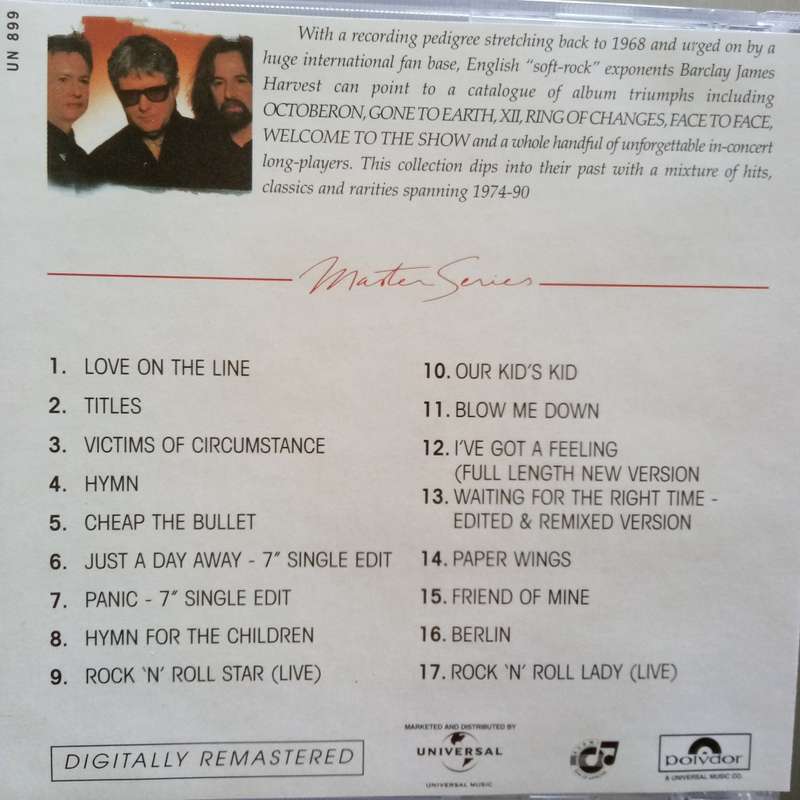 UN 899
With a recording pedigree stretching back to 1968 and urged on by a
huge international fan base, English "soft-rock" exponents Barclay James
Harvest can point to a catalogue of album triumphs including
OCTOBERON, GONE TO EARTH, XII, RING OF CHANGES, FACE TO FACE,
WELCOME TO THE SHOW and a whole handful of unforgettable in-concert
long-players. This collection dips into their past with a mixture of hits,
classics and rarities spanning 1974-90
Master Series
1. LOVE ON THE LINE
2. TITLES
3. VICTIMS OF CIRCUMSTANCE
4. HYMN
5. CHEAP THE BULLET
6. JUST A DAY AWAY - 7" SINGLE EDIT
7. PANIC - 7" SINGLE EDIT
8. HYMN FOR THE CHILDREN
9. ROCK 'N' ROLL STAR (LIVE)
10. OUR KID'S KID
11. BLOW ME DOWN
12. I'VE GOT A FEELING
(FULL LENGTH NEW VERSION
13. WAITING FOR THE RIGHT TIME -
EDITED & REMIXED VERSION
14. PAPER WINGS
15. FRIEND OF MINE
16. BERLIN
17. ROCK 'N' ROLL LADY (LIVE)
DIGITALLY REMASTERED
MARKETED AND DISTRIBUTED BY
UNIVERSAL
UNIVERSAL MUSIC
polydor
A UNIVERSAL MUSIC CO.